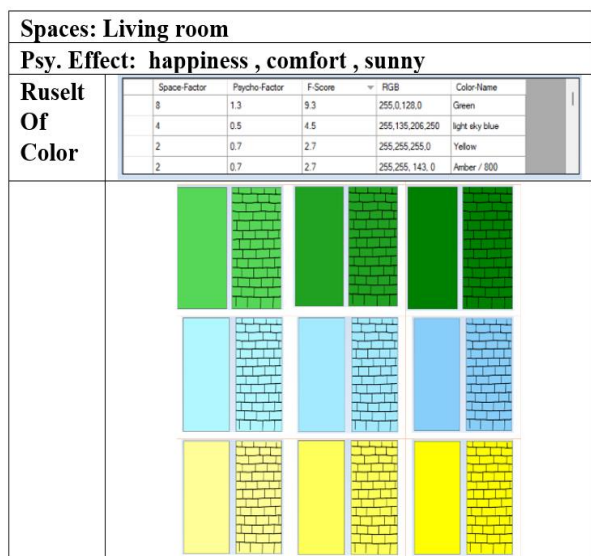 Spaces: Living room
Psy. Effect: happiness , comfort , sunny
Ruselt
Of
Color
Space-Factor Psycho-Factor F-Score RGB Color-Name
8 1.3 9.3 255,0,128,0 Green
4 0.5 4.5 255,135,206,250 light sky blue
2 0.7 2.7 255,255,255,0 Yellow
2 0.7 2.7 255,255, 143, 0 Amber / 800